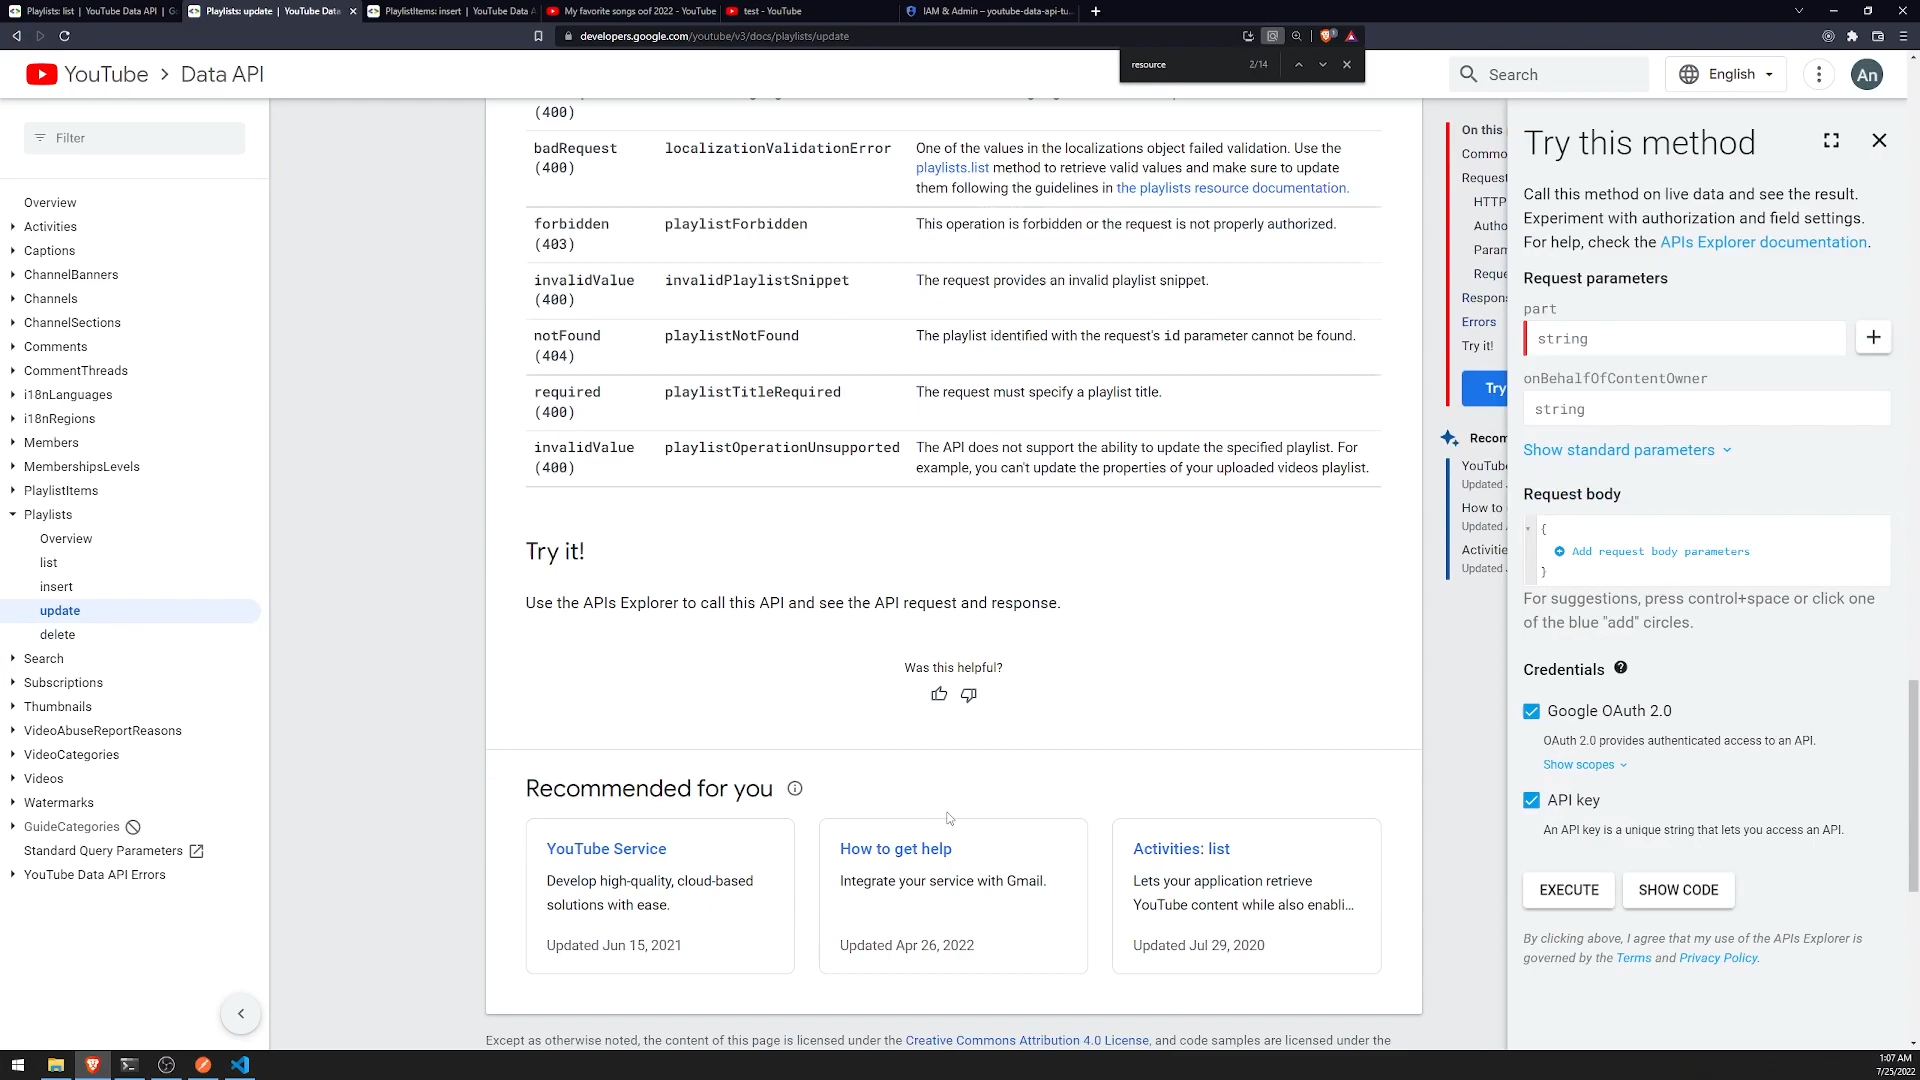 Playlists: list | YouTube Data API | G
Playlists: update | YouTube Data
PlaylistItems: insert | YouTube Data A
My favorite songs oof 2022 - YouTube
test - YouTube
IAM & Admin – youtube-data-api-tu...
developers.google.com/youtube/v3/docs/playlists/update
resource 2/14
YouTube > Data API
Search
English
An
Filter
Overview
Activities
Captions
ChannelBanners
Channels
ChannelSections
Comments
CommentThreads
i18nLanguages
i18nRegions
Members
MembershipsLevels
PlaylistItems
Playlists
Overview
list
insert
update
delete
Search
Subscriptions
Thumbnails
VideoAbuseReportReasons
VideoCategories
Videos
Watermarks
GuideCategories
Standard Query Parameters
YouTube Data API Errors
(400)
badRequest (400) localizationValidationError One of the values in the localizations object failed validation. Use the
playlists.list method to retrieve valid values and make sure to update
them following the guidelines in the playlists resource documentation.
forbidden (403) playlistForbidden This operation is forbidden or the request is not properly authorized.
invalidValue (400) invalidPlaylistSnippet The request provides an invalid playlist snippet.
notFound (404) playlistNotFound The playlist identified with the request's id parameter cannot be found.
required (400) playlistTitleRequired The request must specify a playlist title.
invalidValue (400) playlistOperationUnsupported The API does not support the ability to update the specified playlist. For
example, you can't update the properties of your uploaded videos playlist.
Try it!
Use the APIs Explorer to call this API and see the API request and response.
Was this helpful?
Recommended for you
YouTube Service
Develop high-quality, cloud-based
solutions with ease.
Updated Jun 15, 2021
How to get help
Integrate your service with Gmail.
Updated Apr 26, 2022
Activities: list
Lets your application retrieve
YouTube content while also enabli...
Updated Jul 29, 2020
Except as otherwise noted, the content of this page is licensed under the Creative Commons Attribution 4.0 License, and code samples are licensed under the
On this
Commo
Request
HTTP
Autho
Param
Reque
Respon
Errors
Try it!
Try
Recom
YouTube
Updated
How to
Updated
Activitie
Updated
Try this method
Call this method on live data and see the result.
Experiment with authorization and field settings.
For help, check the APIs Explorer documentation.
Request parameters
part
string
onBehalfOfContentOwner
string
Show standard parameters
Request body
{
Add request body parameters
}
For suggestions, press control+space or click one
of the blue "add" circles.
Credentials
Google OAuth 2.0
OAuth 2.0 provides authenticated access to an API.
Show scopes
API key
An API key is a unique string that lets you access an API.
EXECUTE
SHOW CODE
By clicking above, I agree that my use of the APIs Explorer is
governed by the Terms and Privacy Policy.
1:07 AM
7/25/2022